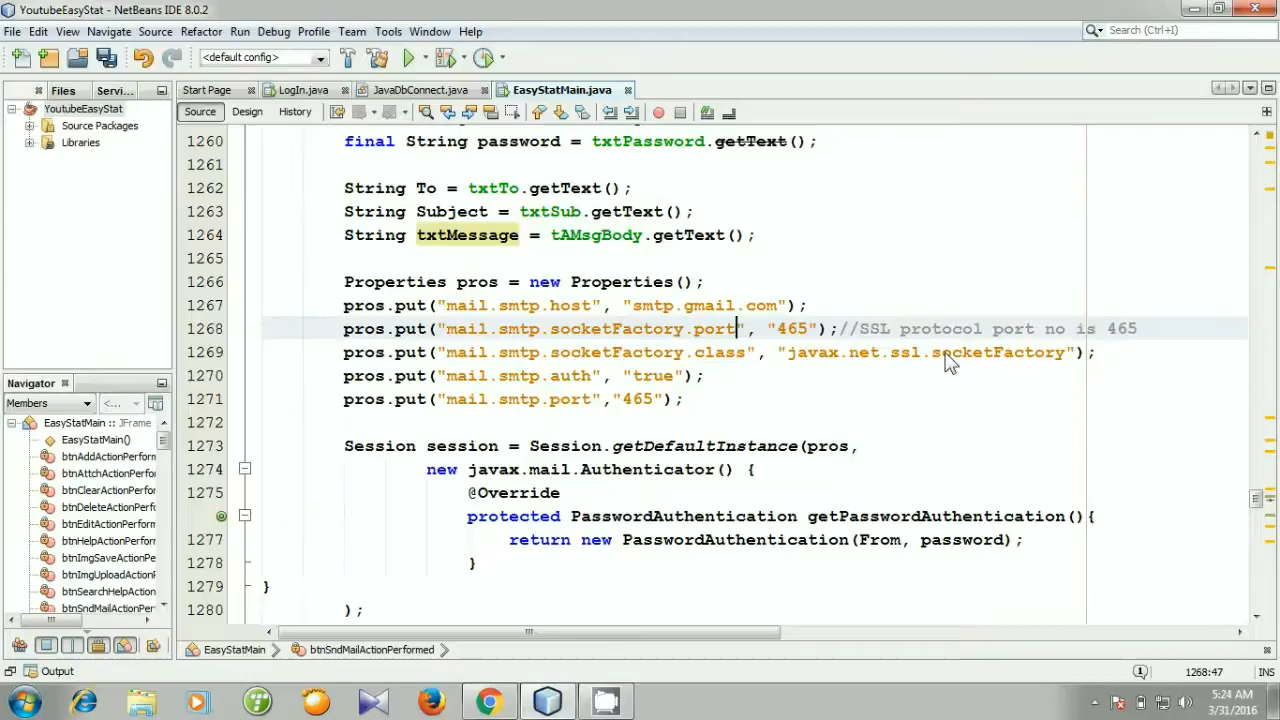 YoutubeEasyStat - NetBeans IDE 8.0.2
File Edit View Navigate Source Refactor Run Debug Profile Team Tools Window Help
Search (Ctrl+I)
<default config>
Files Servi...
Start Page LogIn.java JavaDbConnect.java EasyStatMain.java
YoutubeEasyStat
Source Packages
Libraries
Source Design History
1260 final String password = txtPassword.getText();
1261
1262 String To = txtTo.getText();
1263 String Subject = txtSub.getText();
1264 String txtMessage = tAMsgBody.getText();
1265
1266 Properties pros = new Properties();
1267 pros.put("mail.smtp.host", "smtp.gmail.com");
1268 pros.put("mail.smtp.socketFactory.port", "465");//SSL protocol port no is 465
1269 pros.put("mail.smtp.socketFactory.class", "javax.net.ssl.socketFactory");
1270 pros.put("mail.smtp.auth", "true");
1271 pros.put("mail.smtp.port","465");
1272
1273 Session session = Session.getDefaultInstance(pros,
1274 new javax.mail.Authenticator() {
1275 @Override
protected PasswordAuthentication getPasswordAuthentication(){
1277 return new PasswordAuthentication(From, password);
1278 }
1279 }
1280 );
Navigator
Members <...
EasyStatMain :: JFrame
EasyStatMain()
btnAddActionPerform
btnAttchActionPerfor
btnClearActionPerfor
btnDeleteActionPerfo
btnEditActionPerform
btnHelpActionPerform
btnImgSaveActionPe
btnImgUploadActionP
btnSearchHelpAction
btnSndMailActionPer
EasyStatMain btnSndMailActionPerformed
Output
1268:47 INS
5:24 AM
3/31/2016